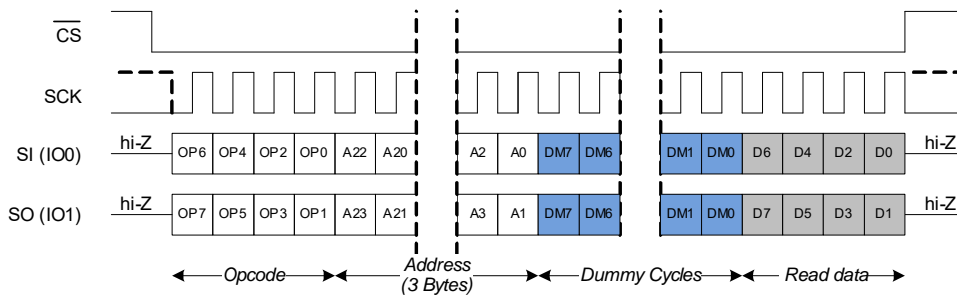 CS
SCK
SI (IO0) hi-Z OP6 OP4 OP2 OP0 A22 A20 A2 A0 DM7 DM6 DM1 DM0 D6 D4 D2 D0 hi-Z
SO (IO1) hi-Z OP7 OP5 OP3 OP1 A23 A21 A3 A1 DM7 DM6 DM1 DM0 D7 D5 D3 D1 hi-Z
Opcode Address Dummy Cycles Read data
(3 Bytes)